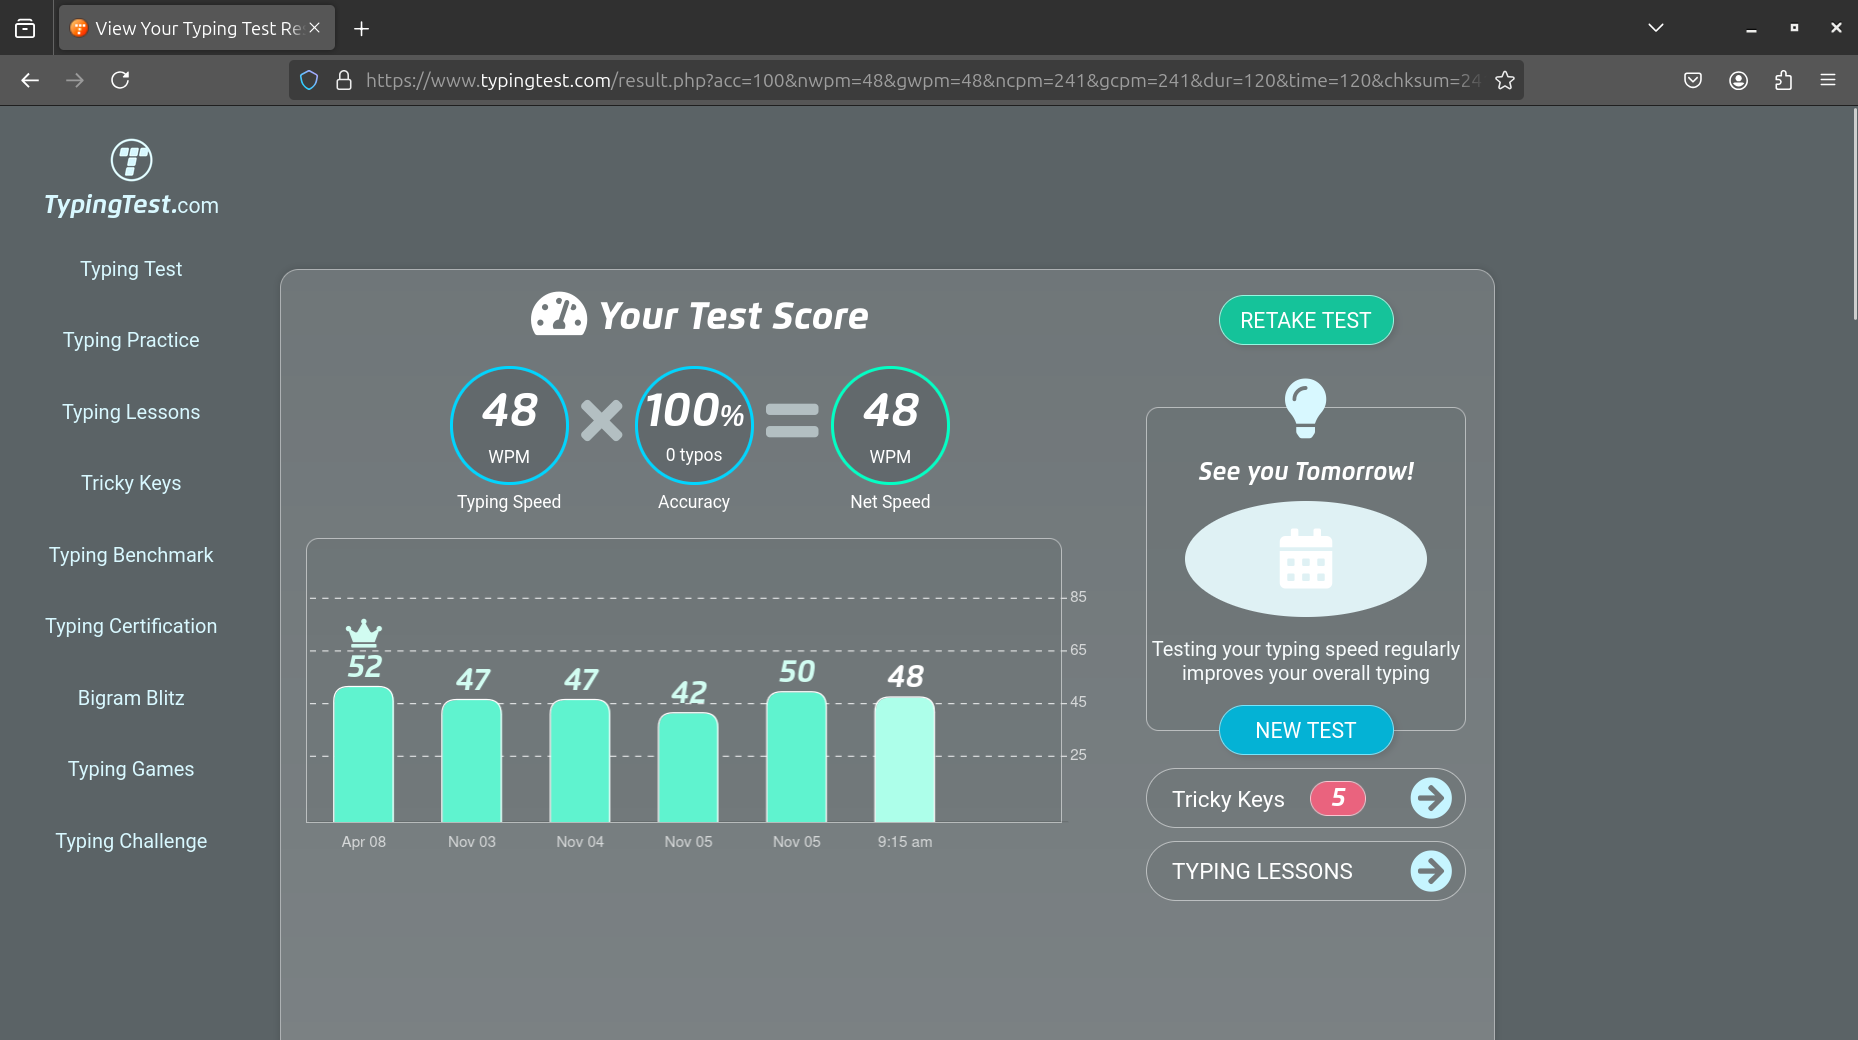 View Your Typing Test Re
https://www.typingtest.com/result.php?acc=100&nwpm=48&gwpm=48&ncpm=241&gcpm=241&dur=120&time=120&chksum=24
TypingTest.com
Typing Test
Typing Practice
Typing Lessons
Tricky Keys
Typing Benchmark
Typing Certification
Bigram Blitz
Typing Games
Typing Challenge
Your Test Score
48
WPM
Typing Speed
100%
0 typos
Accuracy
48
WPM
Net Speed
85
65
45
25
52
47
47
42
50
48
Apr 08
Nov 03
Nov 04
Nov 05
Nov 05
9:15 am
RETAKE TEST
See you Tomorrow!
Testing your typing speed regularly
improves your overall typing
NEW TEST
Tricky Keys 5
TYPING LESSONS